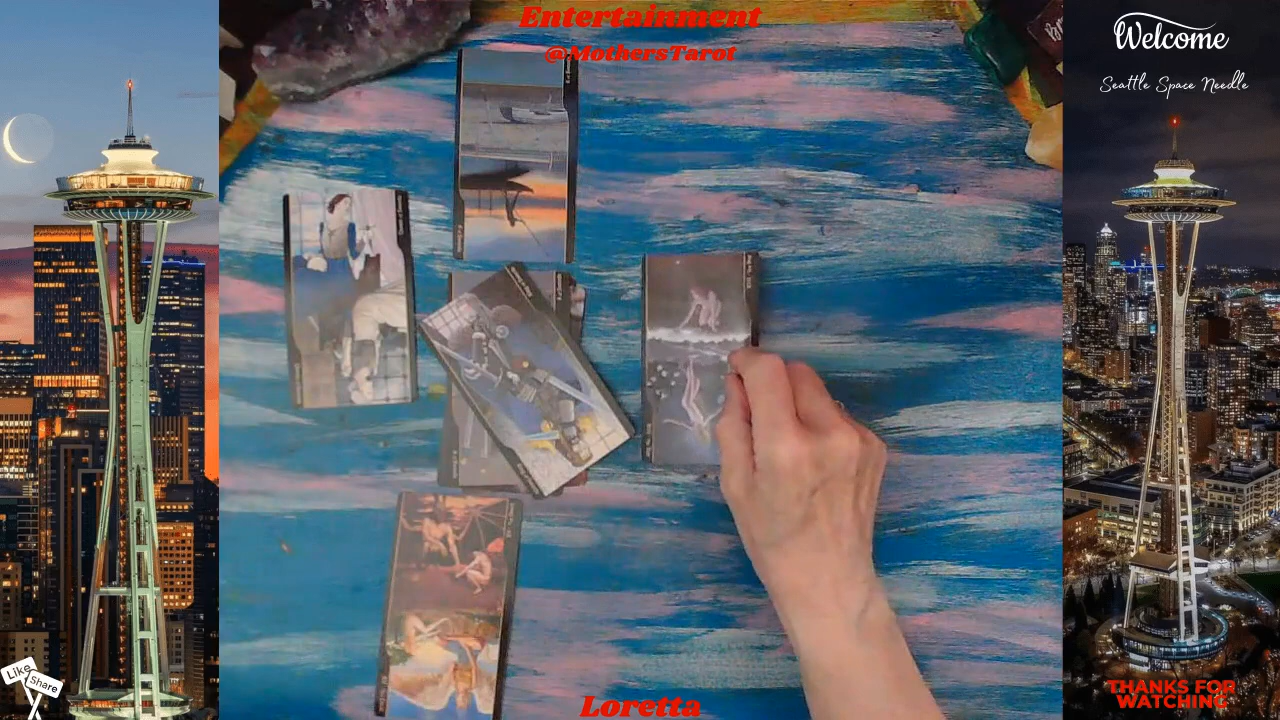 Entertainment
@MothersTarot
Welcome
Seattle Space Needle
Like
Share
Loretta
THANKS FOR
WATCHING